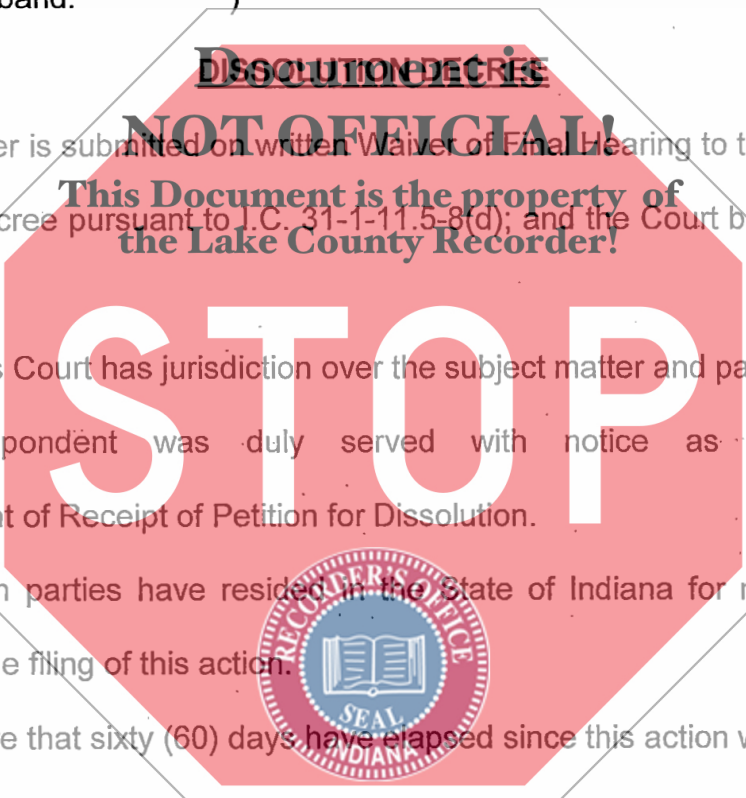 band. )
DISSOLUTION DECREE
Document is
NOT OFFICIAL!
er is submitted on written Waiver of Final Hearing to t
This Document is the property of
cree pursuant to I.C. 31-1-11.5-8(d); and the Court b
the Lake County Recorder!
STOP
s Court has jurisdiction over the subject matter and pa
pondent was duly served with notice as
t of Receipt of Petition for Dissolution.
n parties have resided in the State of Indiana for
e filing of this action.
RECORDER'S OFFICE
SEAL
INDIANA
e that sixty (60) days have elapsed since this action w